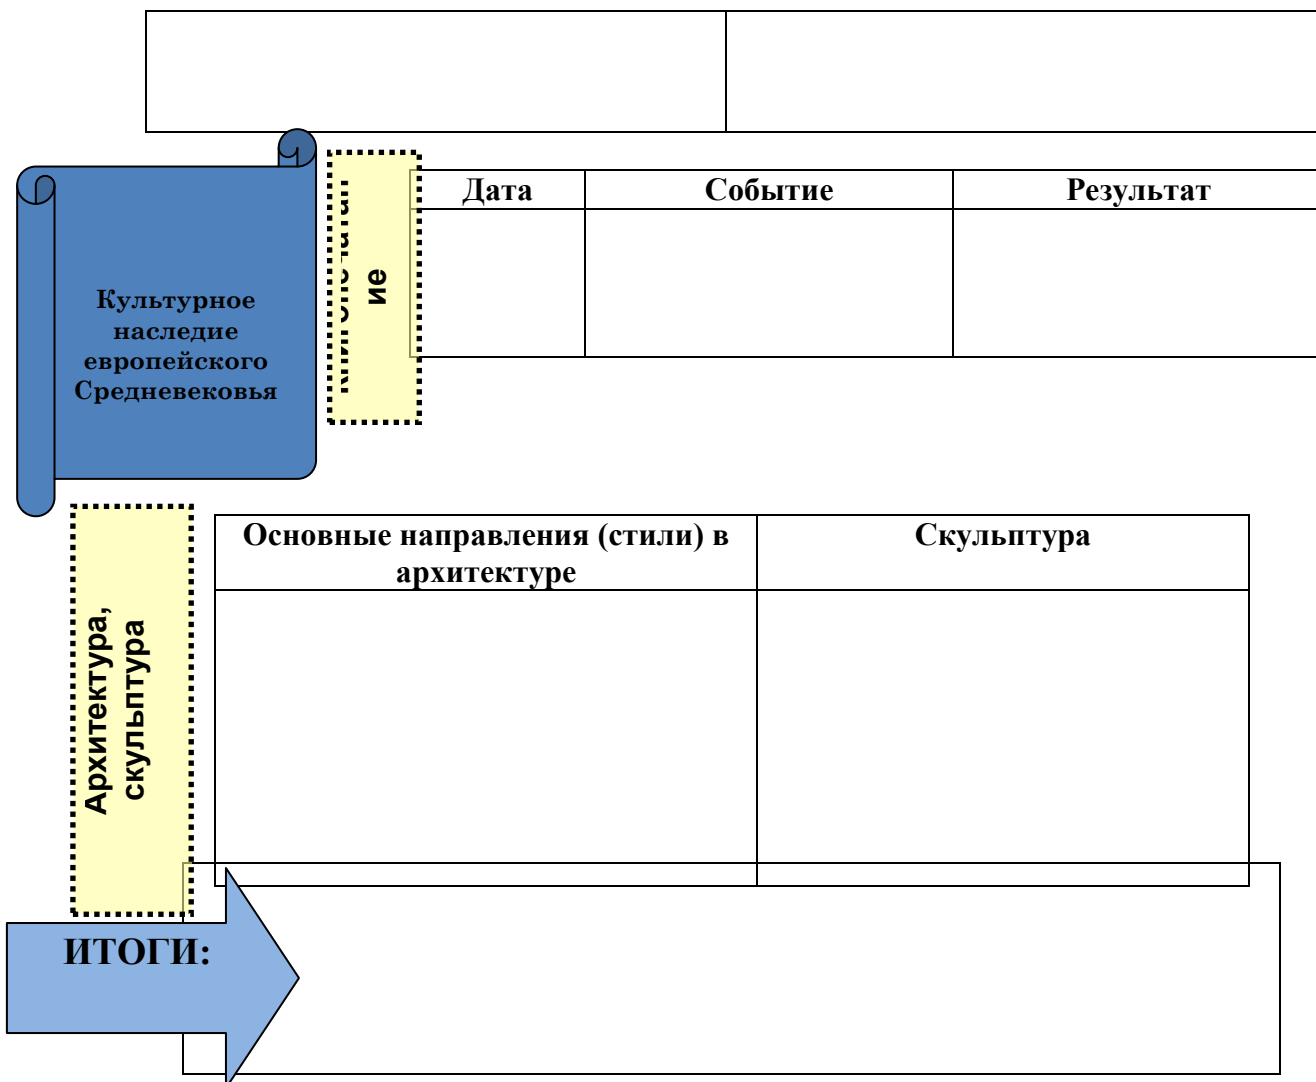 Дата
Событие
Результат
ие
Культурное
наследие
европейского
Средневековья
Основные направления (стили) в
архитектуре
Скульптура
Архитектура,
скульптура
ИТОГИ: